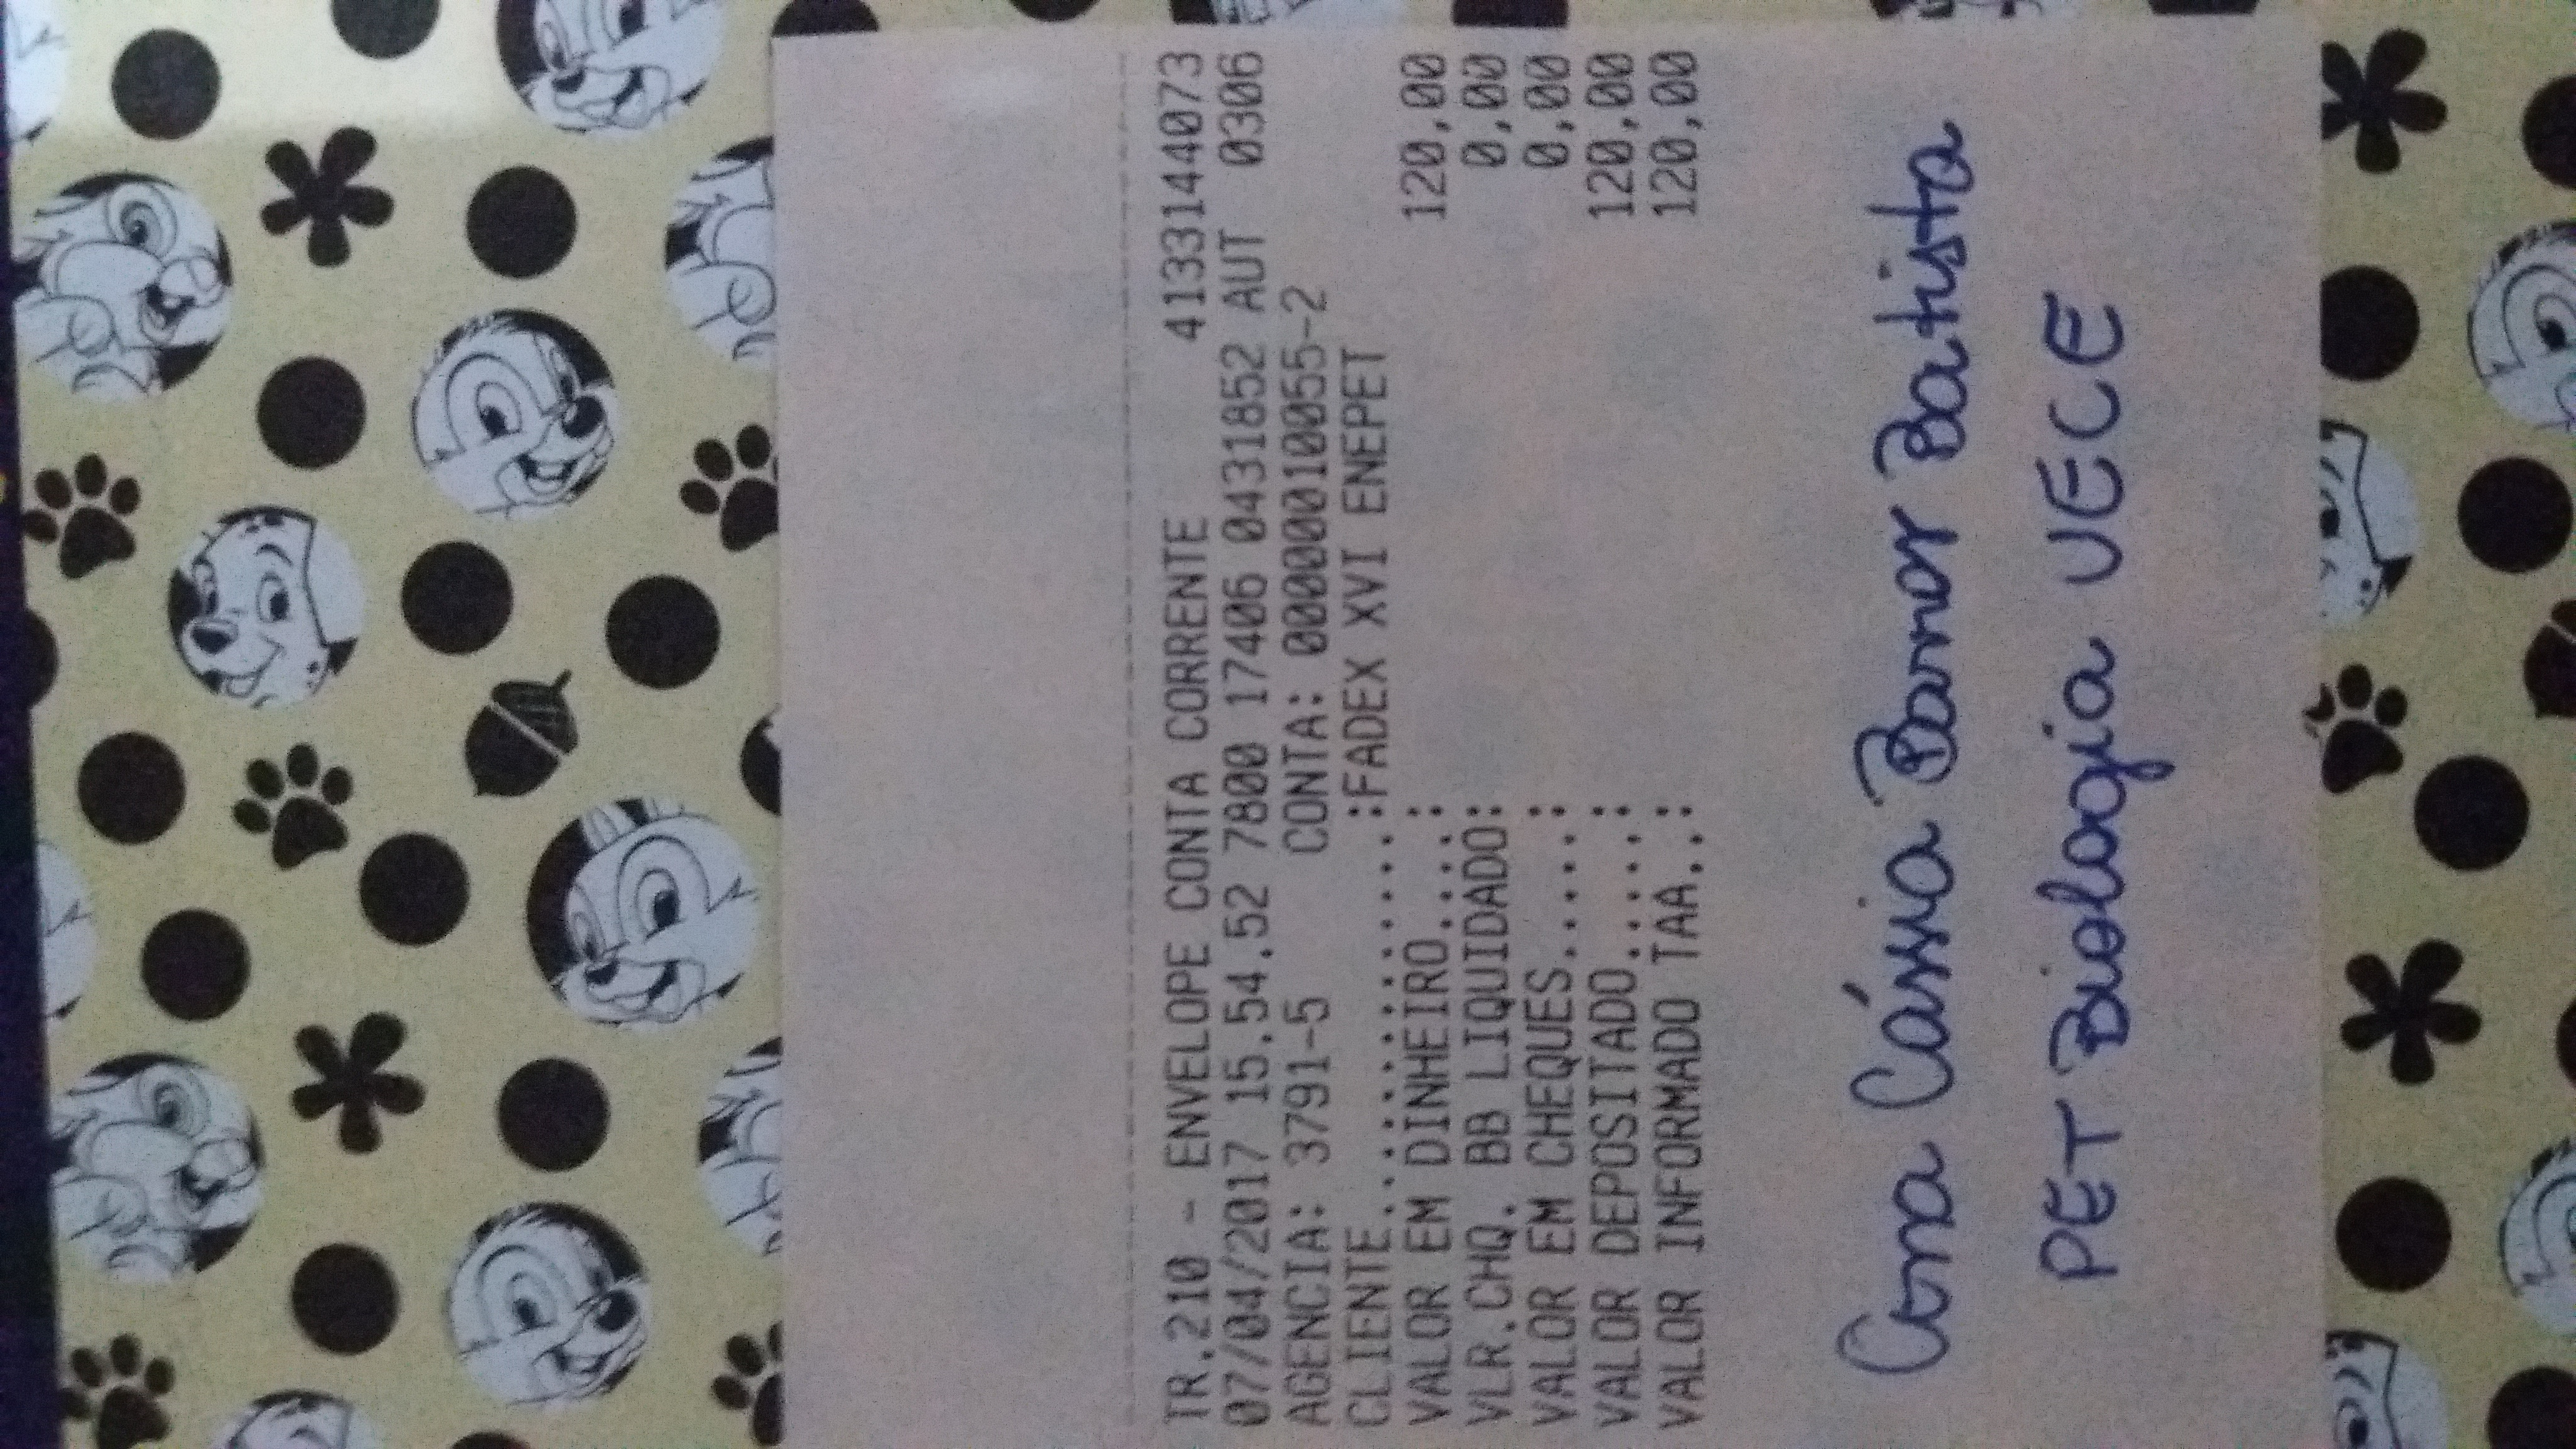 TR.210 - ENVELOPE CONTA CORRENTE 4133144073
07/04/2017 15.54.52 7800 17406 0431852 AUT 0306
AGENCIA: 3791-5 CONTA: 00000010055-2
CLIENTE..............:FADEX XVI ENEPET
VALOR EM DINHEIRO....: 120,00
VLR.CHQ. BB LIQUIDADO: 0,00
VALOR EM CHEQUES.....: 0,00
VALOR DEPOSITADO.....: 120,00
VALOR INFORMADO TAA..: 120,00
Cássia Barros Batista
PET Biologia UECE